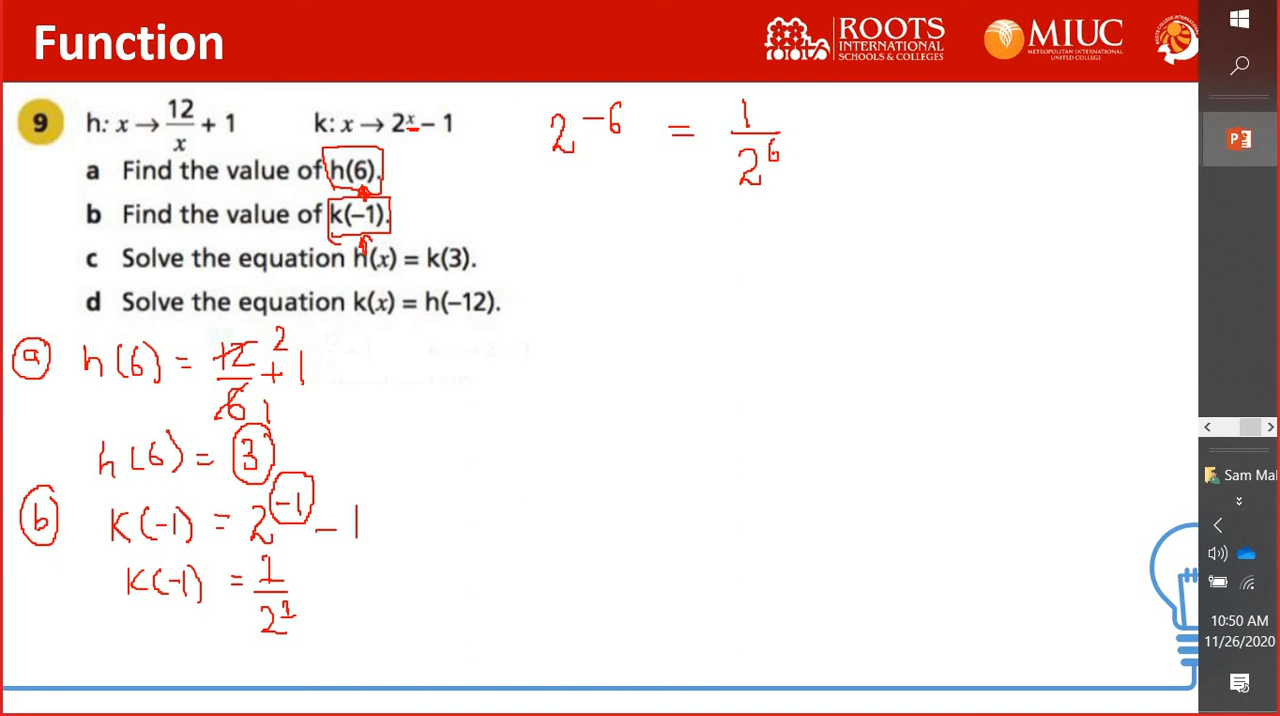 Function
ROOTS
INTERNATIONAL
SCHOOLS & COLLEGES
MIUC
METROPOLITAN INTERNATIONAL
UNITED COLLEGE
9 h: x → 12/x + 1 k: x → 2^x – 1
a Find the value of h(6).
b Find the value of k(–1).
c Solve the equation h(x) = k(3).
d Solve the equation k(x) = h(–12).
2^-6 = 1/2^6
a h(6) = 12/6 + 1
2
1
h(6) = 3
b K(-1) = 2^-1 - 1
K(-1) = 1/2^1
Sam Mal
10:50 AM
11/26/2020